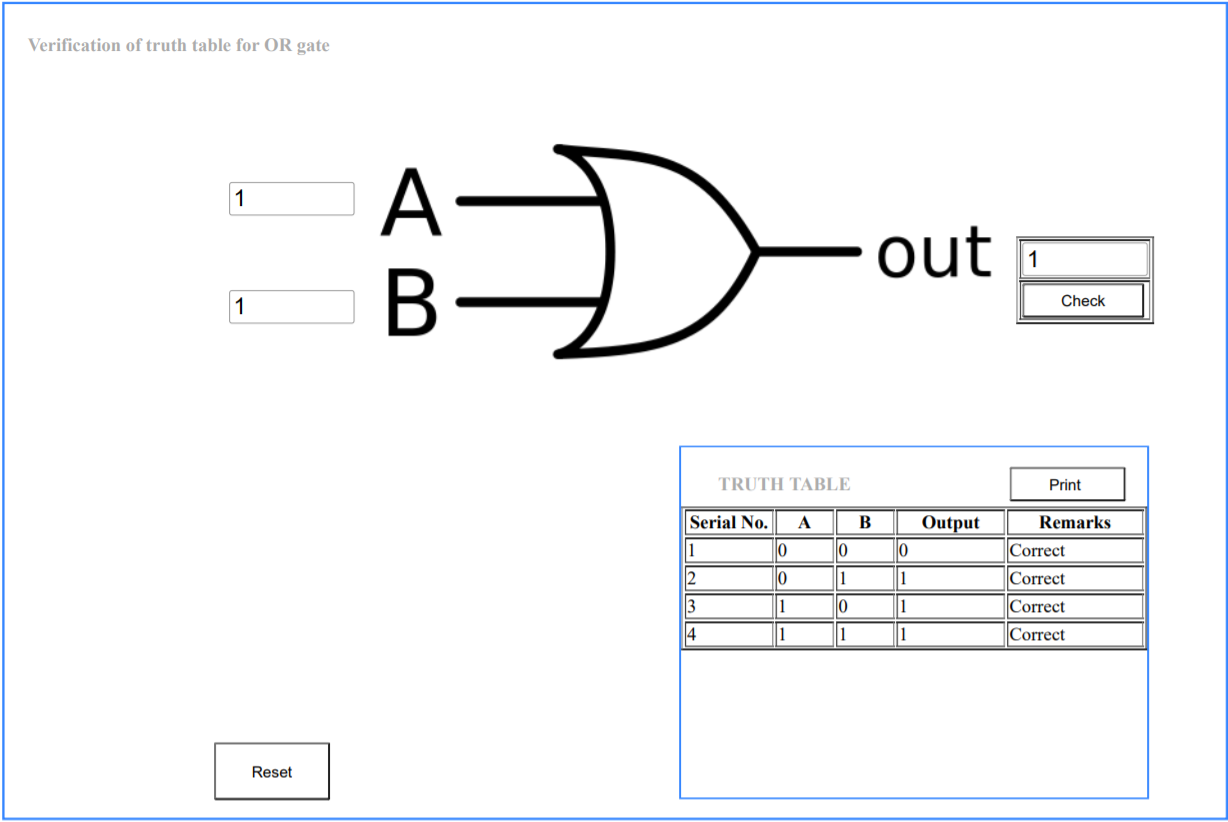 Verification of truth table for OR gate
1 A
out 1
Check
1 B
TRUTH TABLE Print
Serial No. A B Output Remarks
1 0 0 0 Correct
2 0 1 1 Correct
3 1 0 1 Correct
4 1 1 1 Correct
Reset